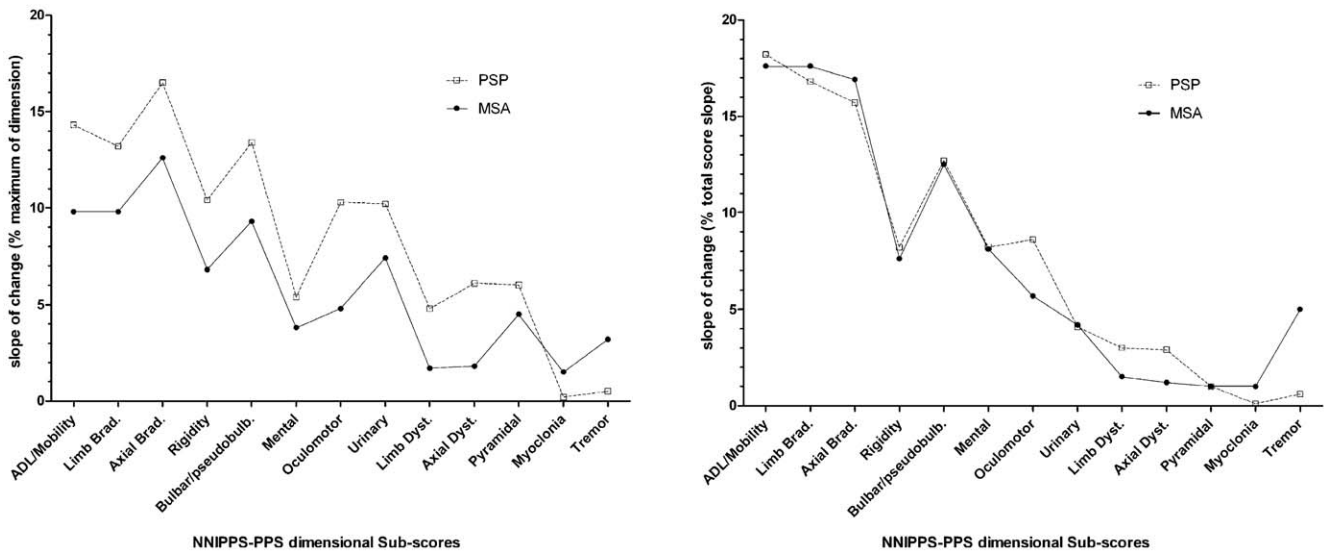 slope of change (% maximum of dimension)
20
15
10
5
0
PSP
MSA
ADL/Mobility
Limb Brad.
Axial Brad.
Rigidity
Bulbar/pseudobulb.
Mental
Oculomotor
Urinary
Limb Dyst.
Axial Dyst.
Pyramidal
Myoclonia
Tremor
NNIPPS-PPS dimensional Sub-scores
slope of change (% total score slope)
20
15
10
5
0
PSP
MSA
ADL/Mobility
Limb Brad.
Axial Brad.
Rigidity
Bulbar/pseudobulb.
Mental
Oculomotor
Urinary
Limb Dyst.
Axial Dyst.
Pyramidal
Myoclonia
Tremor
NNIPPS-PPS dimensional Sub-scores